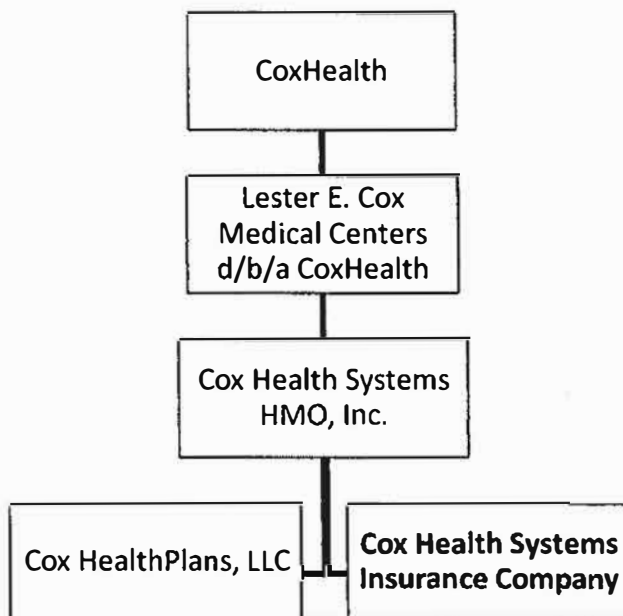 CoxHealth
Lester E. Cox
Medical Centers
d/b/a CoxHealth
Cox Health Systems
HMO, Inc.
Cox HealthPlans, LLC
Cox Health Systems
Insurance Company